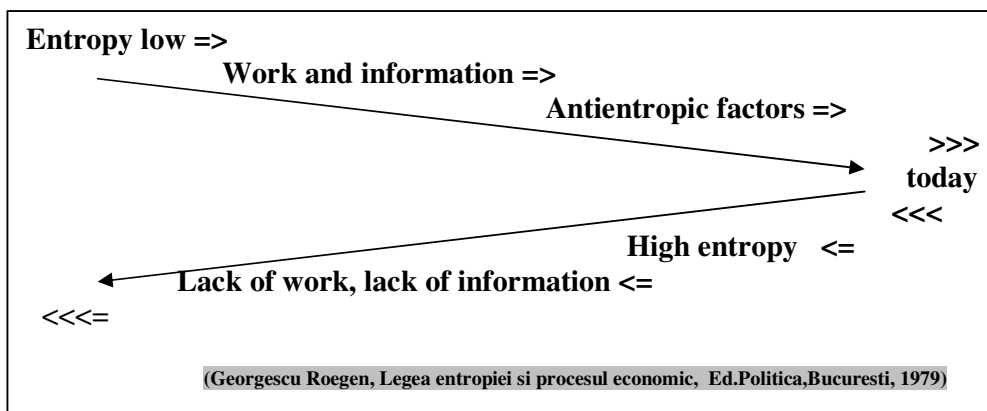 Entropy low =>
Work and information =>
Antientropic factors =>
>>>
today
<<<
High entropy <=
Lack of work, lack of information <=
<<<=
(Georgescu Roegen, Legea entropiei si procesul economic, Ed.Politica,Bucuresti, 1979)